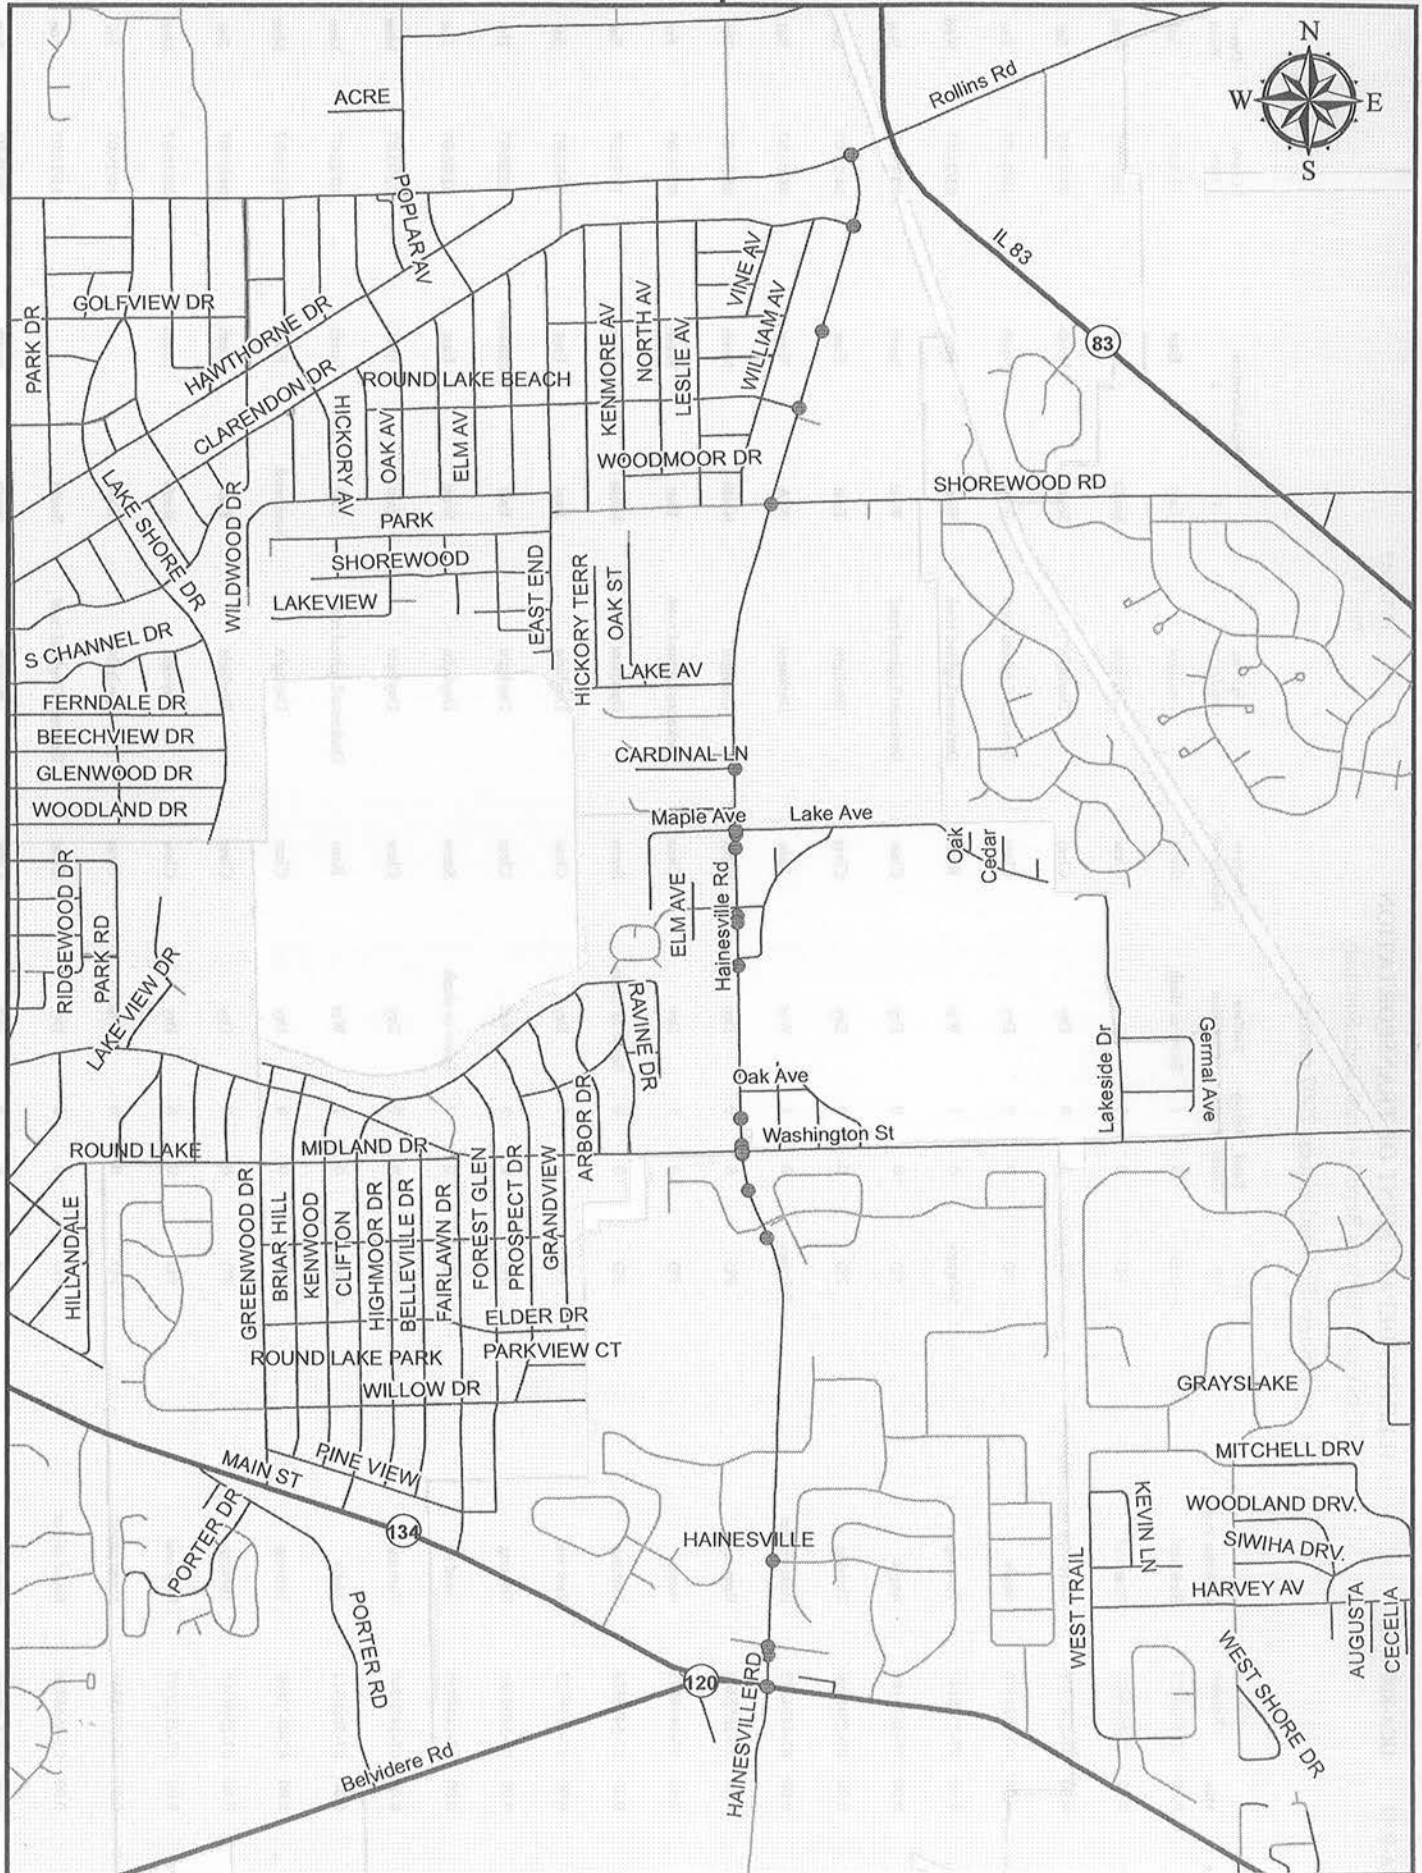 N
W E
S
Rollins Rd
ACRE
POPLAR AV
IL 83
83
PARK DR
GOLFVIEW DR
HAWTHORNE DR
CLARENDON DR
VINE AV
WILLIAM AV
KENMORE AV
NORTH AV
LESLIE AV
ROUND LAKE BEACH
HICKORY AV
OAK AV
ELM AV
WOODMOOR DR
SHOREWOOD RD
LAKE SHORE DR
WILDWOOD DR
PARK
SHOREWOOD
LAKEVIEW
EAST END
HICKORY TERR
OAK ST
S CHANNEL DR
LAKE AV
FERNDALE DR
BEECHVIEW DR
GLENWOOD DR
WOODLAND DR
CARDINAL LN
Maple Ave
Lake Ave
Oak
Cedar
RIDGEWOOD DR
PARK RD
LAKE VIEW DR
ELM AVE
Hainesville Rd
RAVINE DR
Oak Ave
Lakeside Dr
Germal Ave
Washington St
ROUND LAKE
MIDLAND DR
ARBOR DR
HILLANDALE
GREENWOOD DR
BRIAR HILL
KENWOOD
CLIFTON
HIGHMOOR DR
BELLEVILLE DR
FAIRLAWN DR
FOREST GLEN
PROSPECT DR
GRANDVIEW
ELDER DR
PARKVIEW CT
ROUND LAKE PARK
WILLOW DR
GRAYSLAKE
MAIN ST
PINE VIEW
MITCHELL DRV
KEVIN LN
WOODLAND DRV.
SIWIHA DRV.
HARVEY AV
134
PORTER DR
HAINESVILLE
WEST TRAIL
AUGUSTA
CECELIA
PORTER RD
WEST SHORE DR
120
HAINESVILLE RD
Belvidere Rd